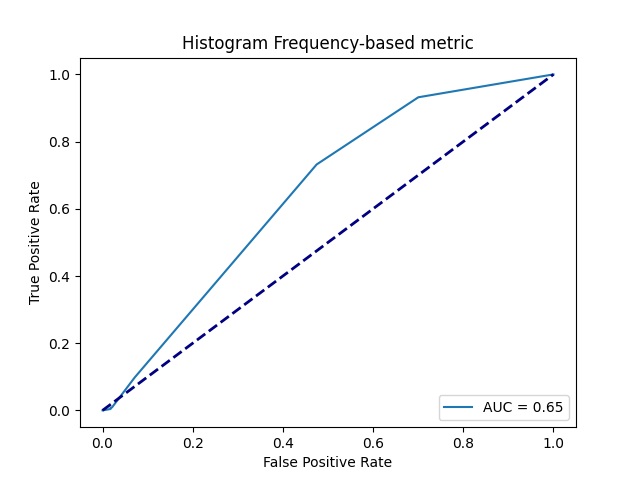 Histogram Frequency-based metric
1.0
0.8
0.6
0.4
0.2
0.0
True Positive Rate
AUC = 0.65
0.0 0.2 0.4 0.6 0.8 1.0
False Positive Rate